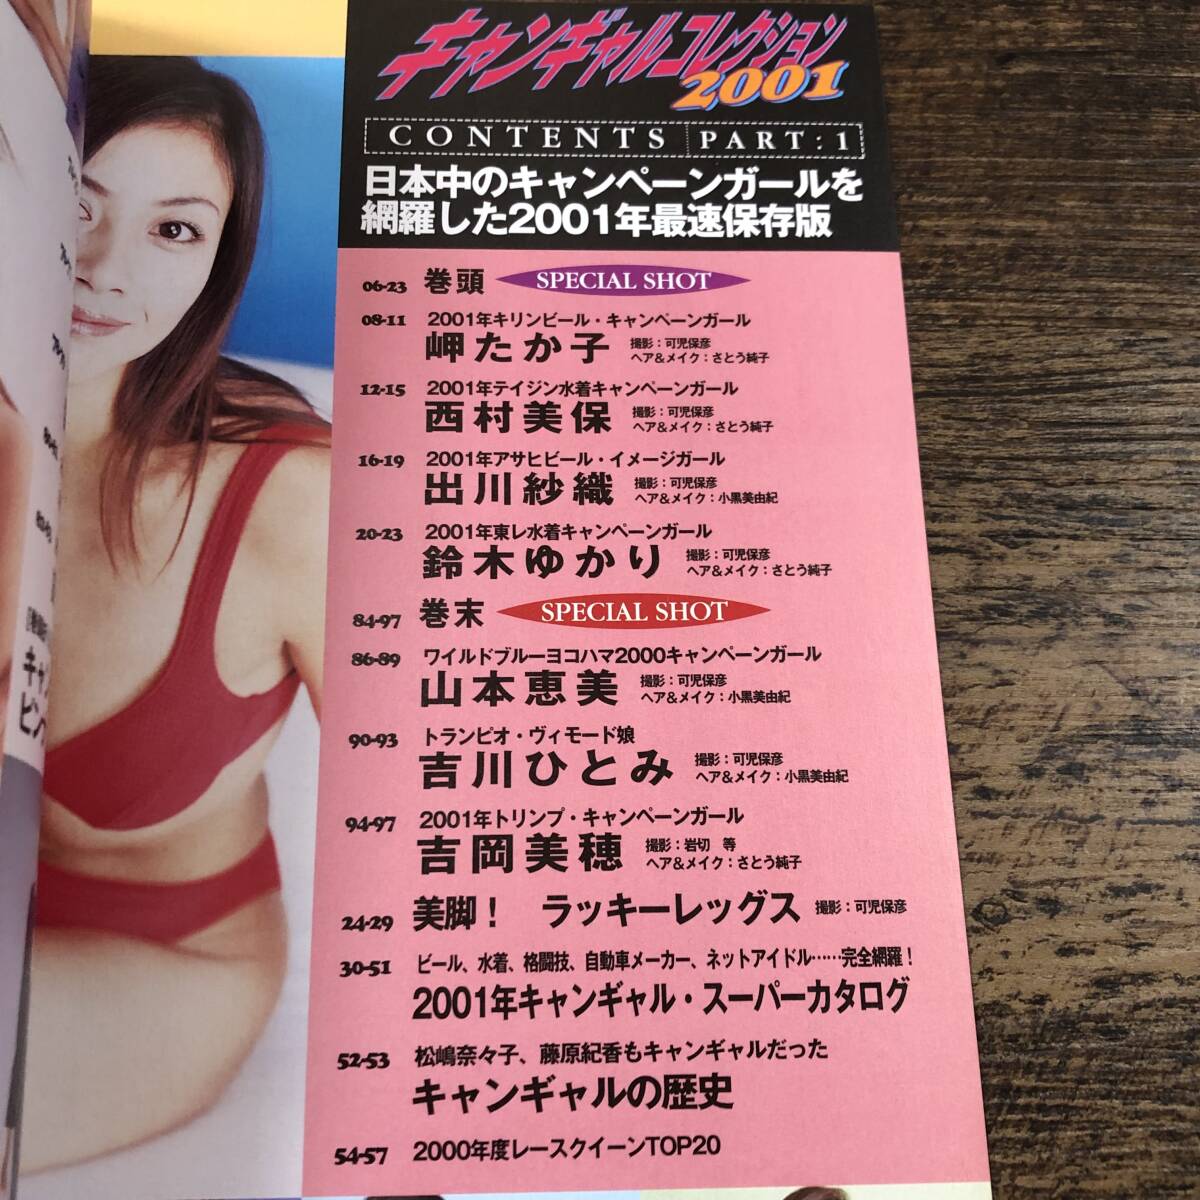 キャンギャルコレクション
2001
CONTENTS PART:1
日本中のキャンペーンガールを
網羅した2001年最速保存版
06-23 巻頭 SPECIAL SHOT
08-11 2001年キリンビール・キャンペーンガール
岬たか子 撮影:可児保彦
ヘア&メイク:さとう純子
12-15 2001年テイジン水着キャンペーンガール
西村美保 撮影:可児保彦
ヘア&メイク:さとう純子
16-19 2001年アサヒビール・イメージガール
出川紗織 撮影:可児保彦
ヘア&メイク:小黒美由紀
20-23 2001年東レ水着キャンペーンガール
鈴木ゆかり 撮影:可児保彦
ヘア&メイク:さとう純子
84-97 巻末 SPECIAL SHOT
86-89 ワイルドブルーヨコハマ2000キャンペーンガール
山本恵美 撮影:可児保彦
ヘア&メイク:小黒美由紀
90-93 トランピオ・ヴィモード娘
吉川ひとみ 撮影:可児保彦
ヘア&メイク:小黒美由紀
94-97 2001年トリンプ・キャンペーンガール
吉岡美穂 撮影:岩切 等
ヘア&メイク:さとう純子
24-29 美脚! ラッキーレッグス 撮影:可児保彦
30-51 ビール、水着、格闘技、自動車メーカー、ネットアイドル……完全網羅!
2001年キャンギャル・スーパーカタログ
52-53 松嶋奈々子、藤原紀香もキャンギャルだった
キャンギャルの歴史
54-57 2000年度レースクイーンTOP20